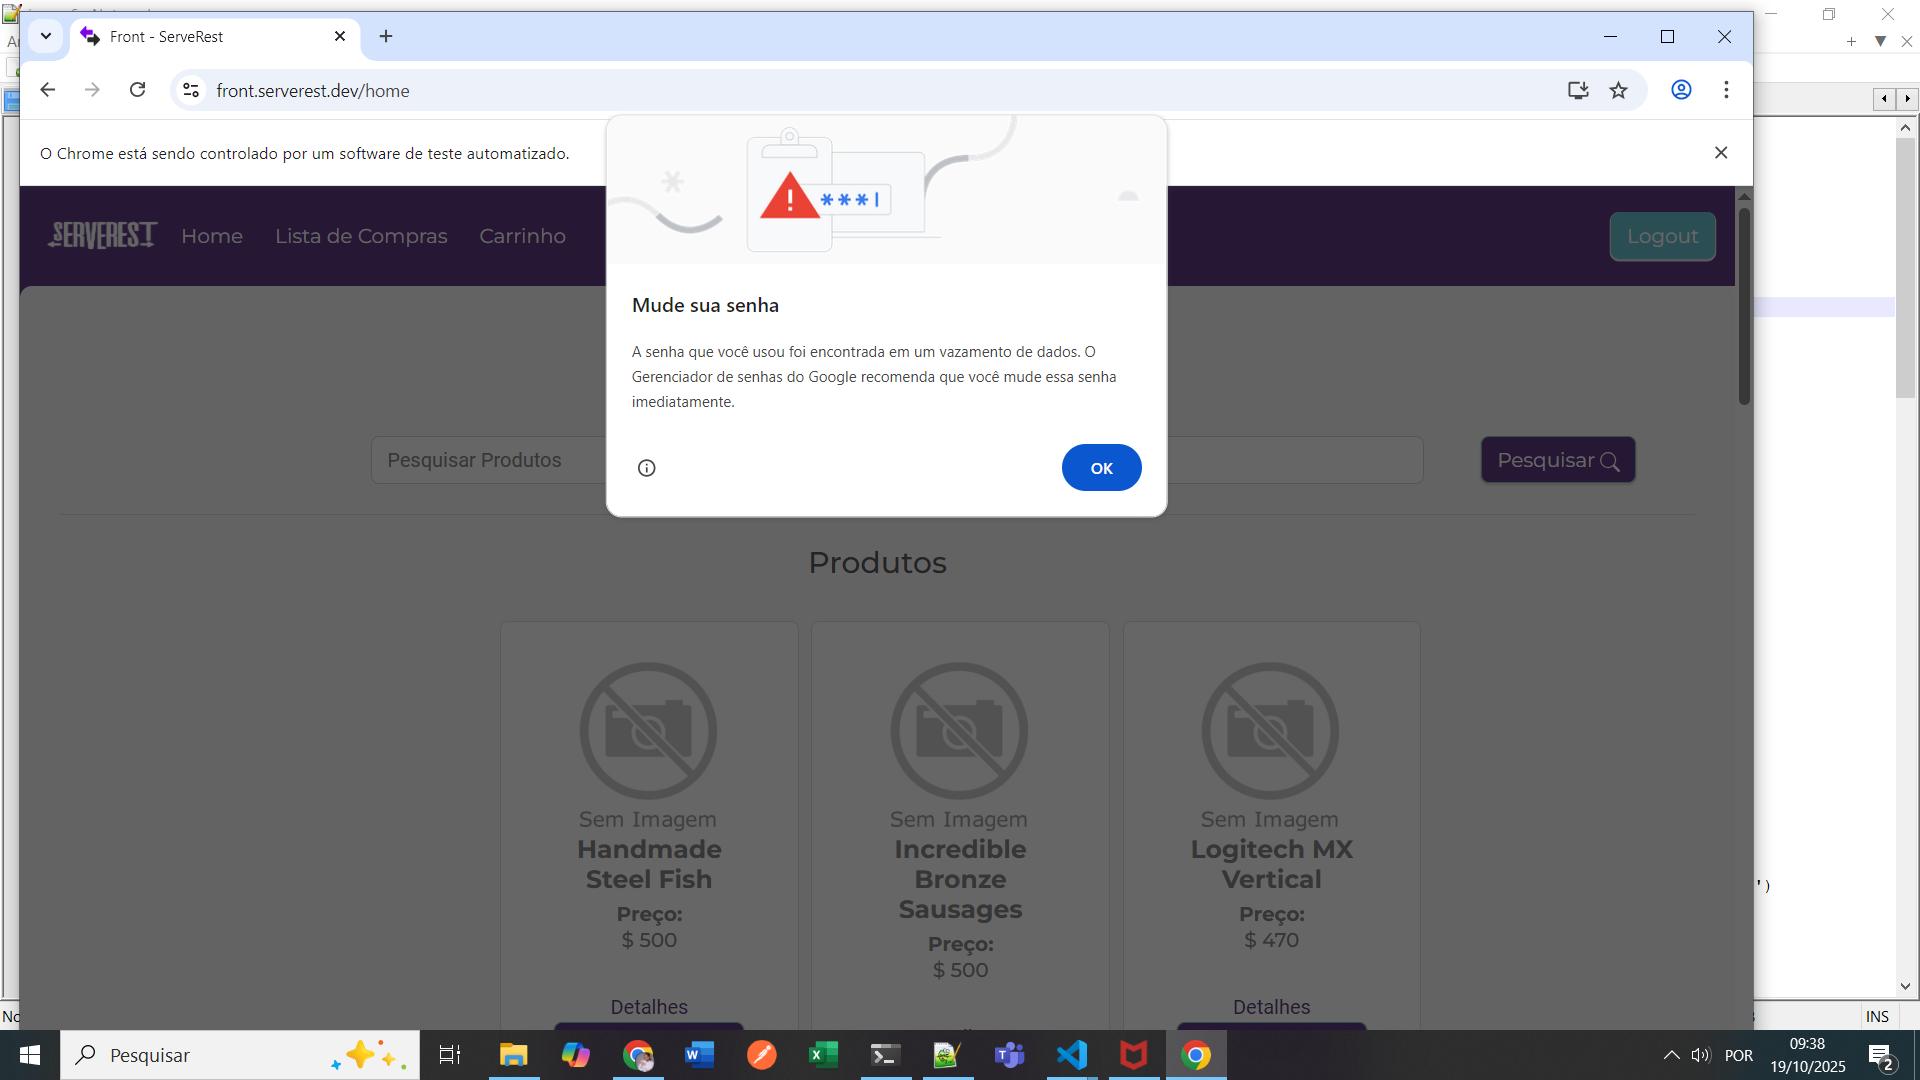 Front - ServeRest
front.serverest.dev/home
O Chrome está sendo controlado por um software de teste automatizado.
SERVEREST
Home
Lista de Compras
Carrinho
Logout
***|
Mude sua senha
A senha que você usou foi encontrada em um vazamento de dados. O
Gerenciador de senhas do Google recomenda que você mude essa senha
imediatamente.
OK
Pesquisar Produtos
Pesquisar
Produtos
Sem Imagem
Handmade
Steel Fish
Preço:
$ 500
Detalhes
Sem Imagem
Incredible
Bronze
Sausages
Preço:
$ 500
Sem Imagem
Logitech MX
Vertical
Preço:
$ 470
Detalhes
')
INS
Pesquisar
POR
09:38
19/10/2025
2